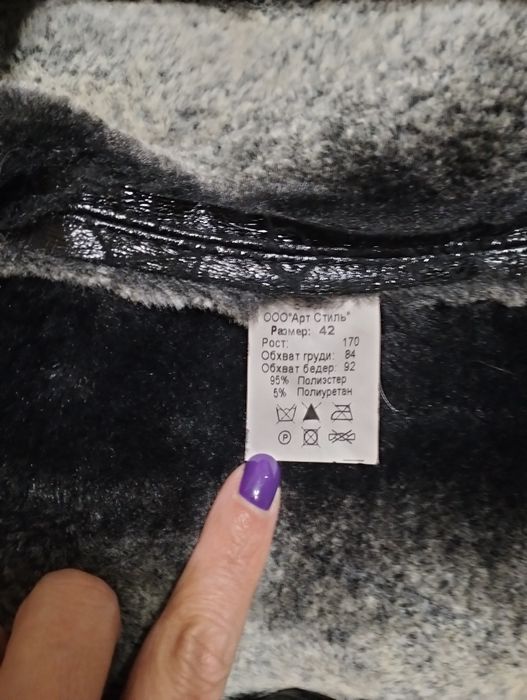 ООО"Арт Стиль"
Размер: 42
Рост: 170
Обхват груди: 84
Обхват бедер: 92
95% Полиэстер
5% Полиуретан
P